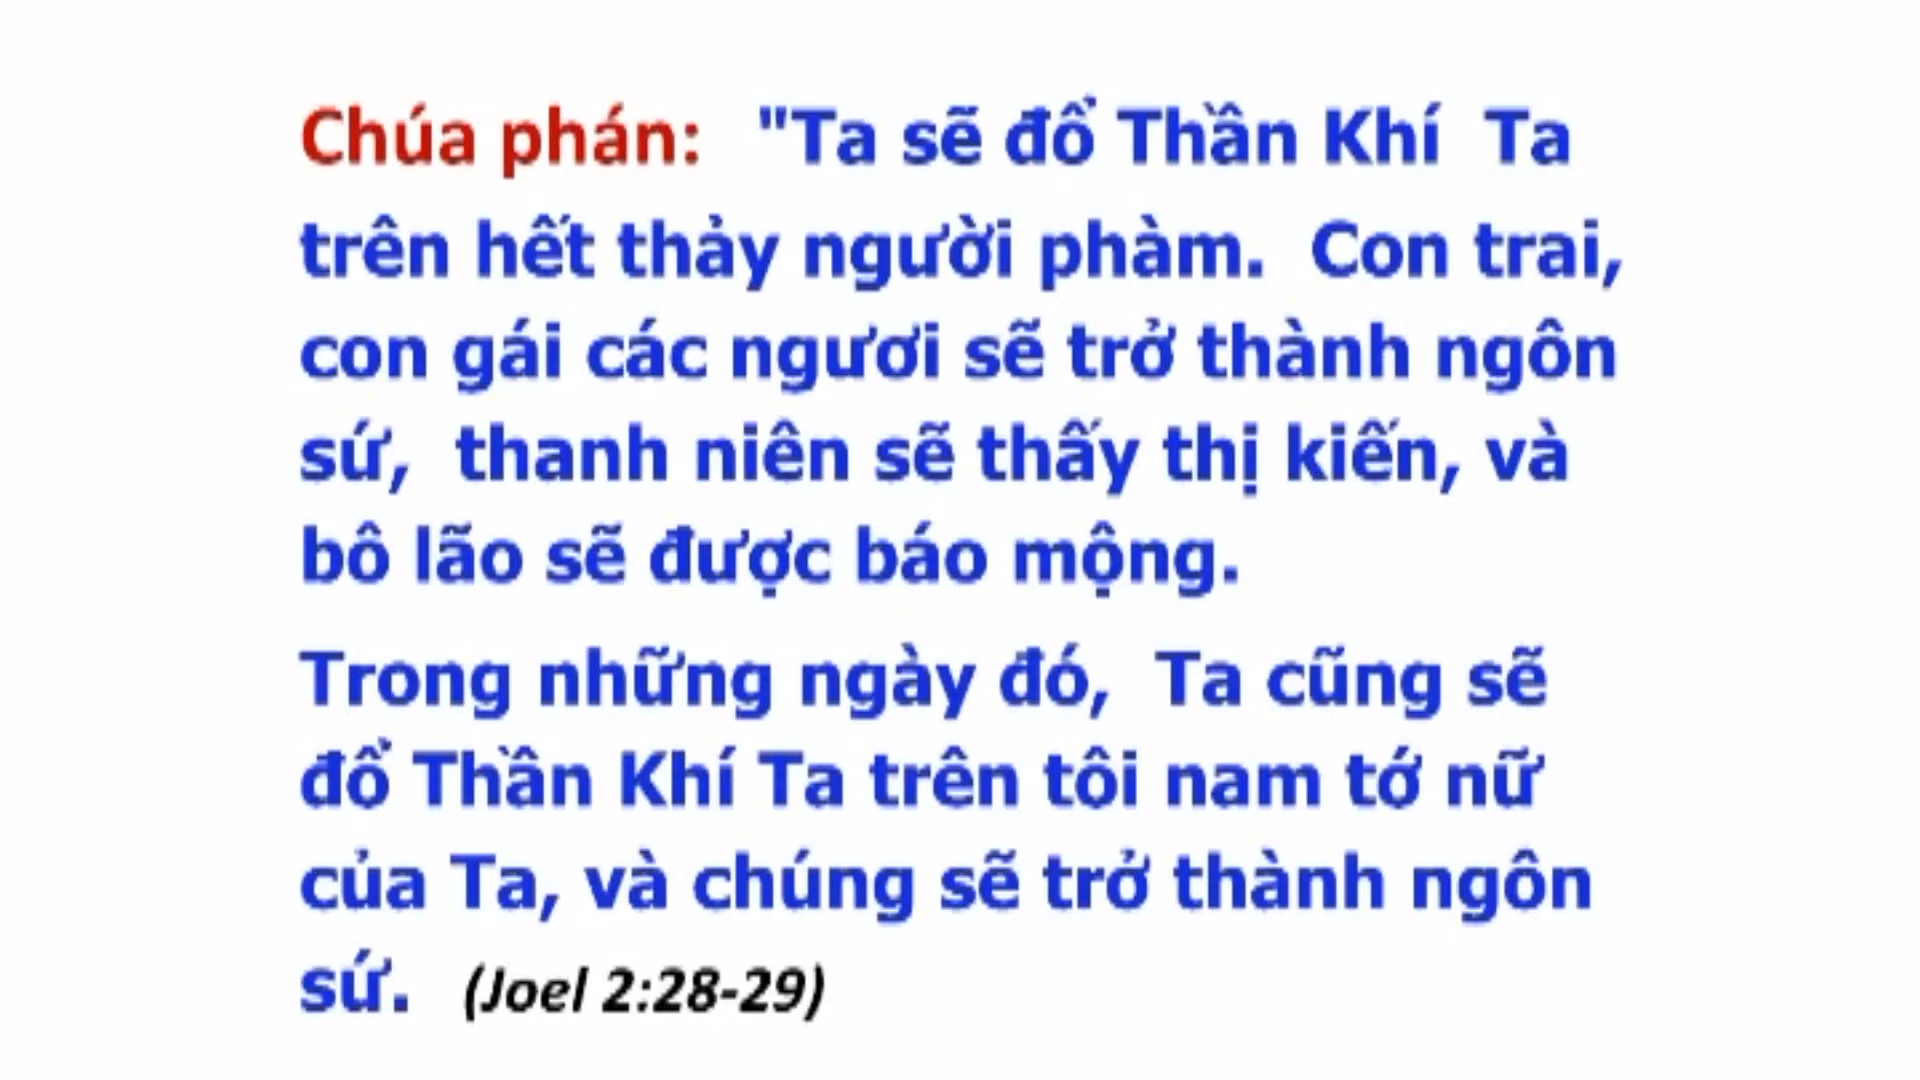 Chúa phán: "Ta sẽ đổ Thần Khí Ta
trên hết thảy người phàm. Con trai,
con gái các ngươi sẽ trở thành ngôn
sứ, thanh niên sẽ thấy thị kiến, và
bô lão sẽ được báo mộng.
Trong những ngày đó, Ta cũng sẽ
đổ Thần Khí Ta trên tôi nam tớ nữ
của Ta, và chúng sẽ trở thành ngôn
sứ. (Joel 2:28-29)